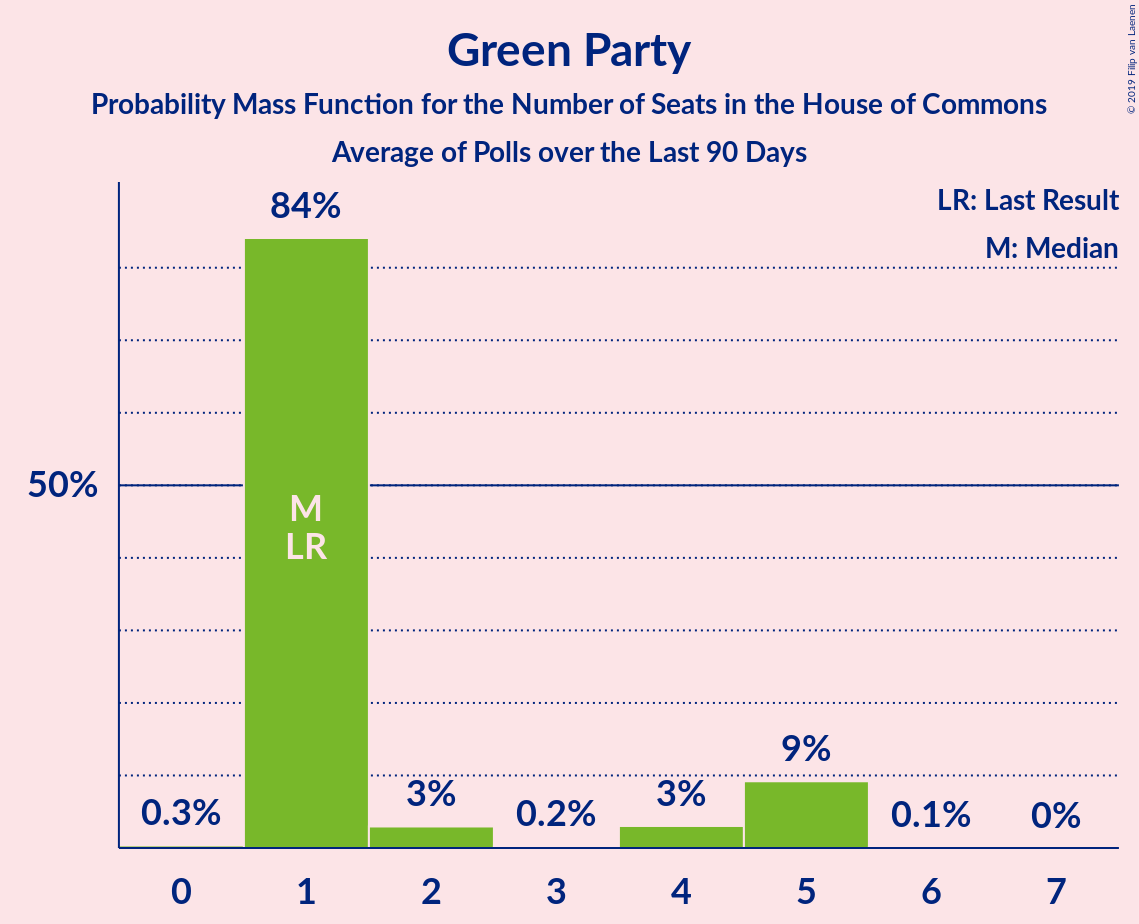 Green Party
Probability Mass Function for the Number of Seats in the House of Commons
Average of Polls over the Last 90 Days
© 2019 Filip van Laenen
LR: Last Result
M: Median
84%
50%
M
LR
0.3%
3%
0.2%
3%
9%
0.1%
0%
0 1 2 3 4 5 6 7